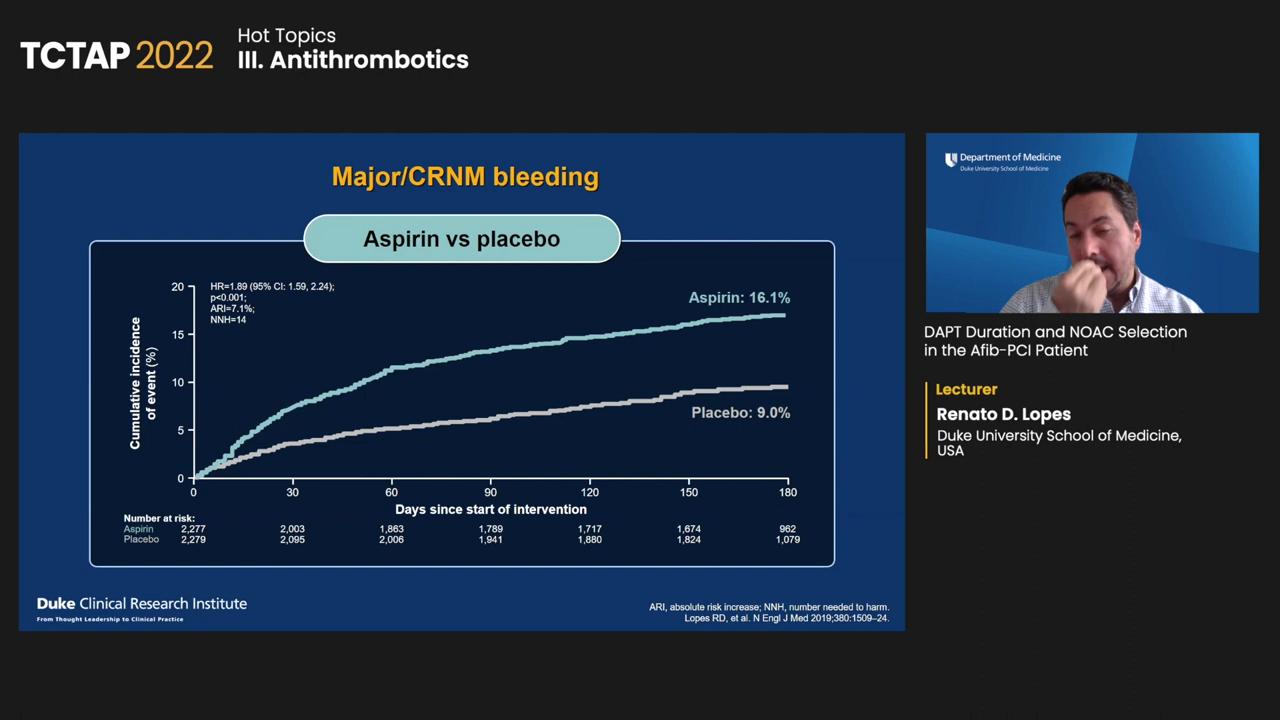 TCTAP 2022
Hot Topics
III. Antithrombotics
Major/CRNM bleeding
Aspirin vs placebo
HR=1.89 (95% CI: 1.59, 2.24);
p<0.001;
ARI=7.1%;
NNH=14
Cumulative incidence
of event (%)
20
15
10
5
0
Aspirin: 16.1%
Placebo: 9.0%
0 30 60 90 120 150 180
Days since start of intervention
Number at risk:
Aspirin 2,277 2,003 1,863 1,789 1,717 1,674 962
Placebo 2,279 2,095 2,006 1,941 1,880 1,824 1,079
Duke Clinical Research Institute
From Thought Leadership to Clinical Practice
ARI, absolute risk increase; NNH, number needed to harm.
Lopes RD, et al. N Engl J Med 2019;380:1509–24.
Department of Medicine
Duke University School of Medicine
DAPT Duration and NOAC Selection
in the Afib-PCI Patient
Lecturer
Renato D. Lopes
Duke University School of Medicine,
USA